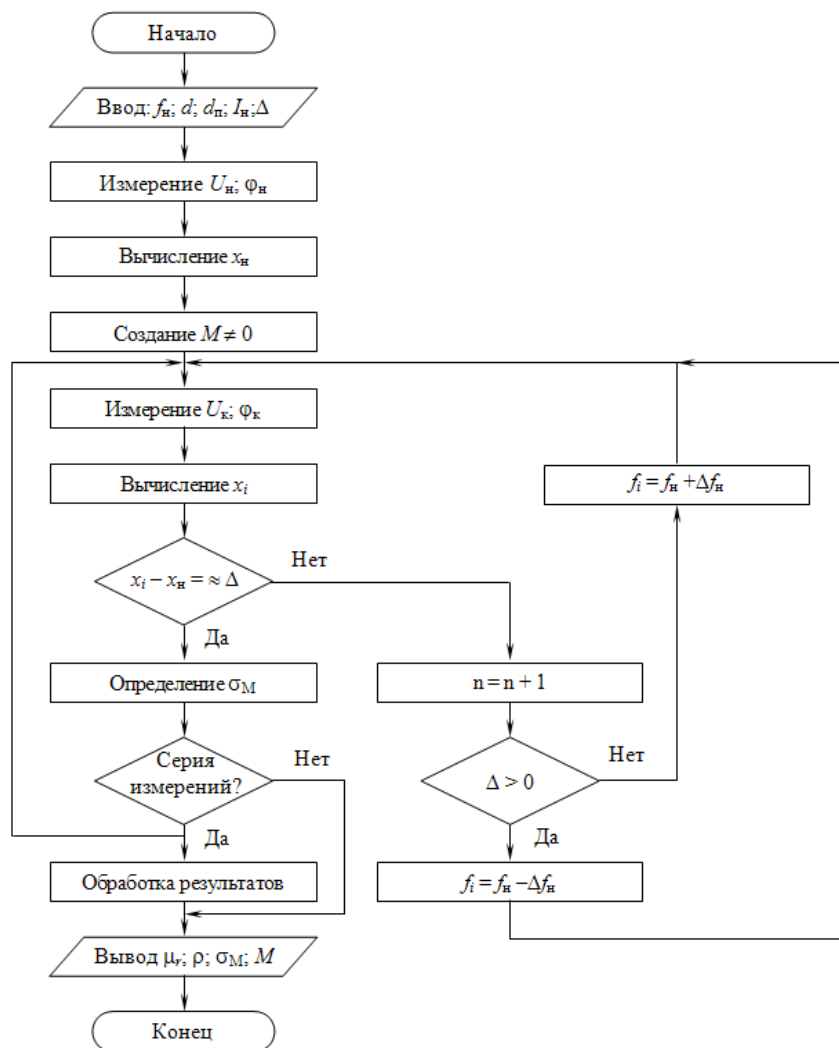 Начало
Ввод: fн; d; dп; Iн;Δ
Измерение Uн; φн
Вычисление xн
Создание M ≠ 0
Измерение Uк; φк
Вычисление xi
fi = fн + Δfн
xi – xн = ≈ Δ
Нет
Да
Определение σM
n = n + 1
Серия
измерений?
Нет
Δ > 0
Нет
Да
Да
Обработка результатов
fi = fн – Δfн
Вывод μr; ρ; σM; M
Конец